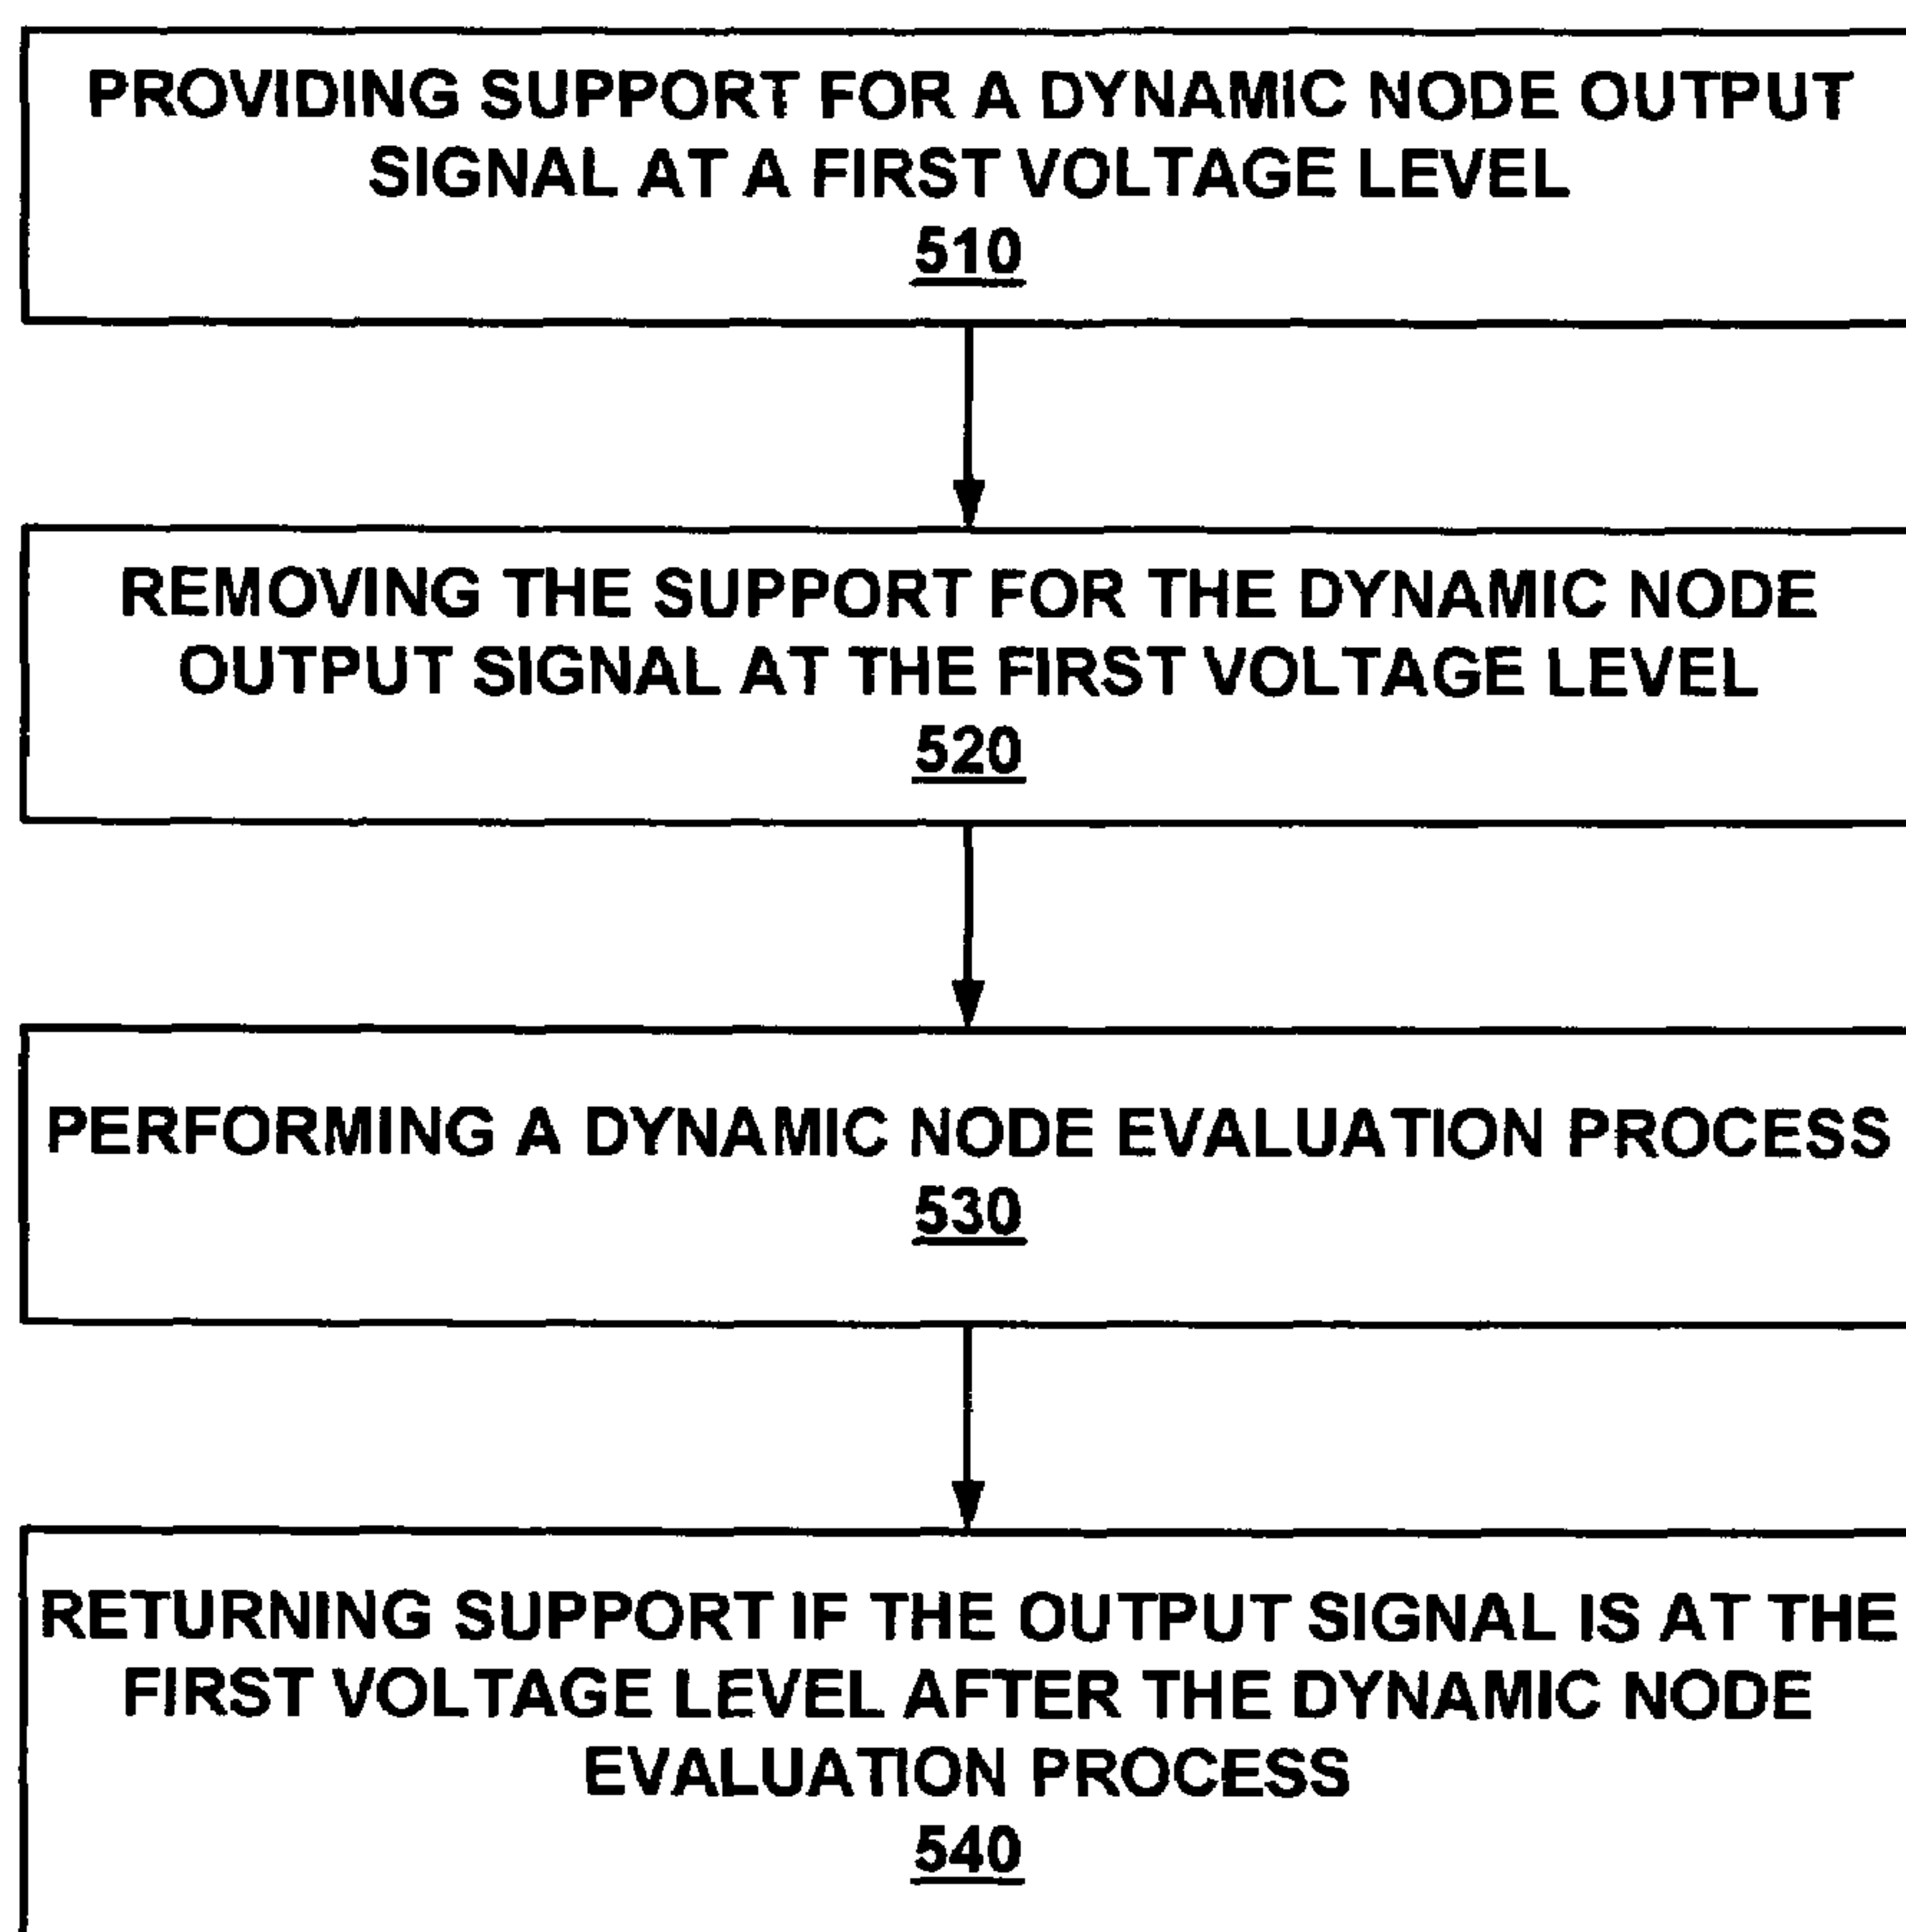 PROVIDING SUPPORT FOR A DYNAMIC NODE OUTPUT
SIGNAL AT A FIRST VOLTAGE LEVEL
510
REMOVING THE SUPPORT FOR THE DYNAMIC NODE
OUTPUT SIGNAL AT THE FIRST VOLTAGE LEVEL
520
PERFORMING A DYNAMIC NODE EVALUATION PROCESS
530
RETURNING SUPPORT IF THE OUTPUT SIGNAL IS AT THE
FIRST VOLTAGE LEVEL AFTER THE DYNAMIC NODE
EVALUATION PROCESS
540